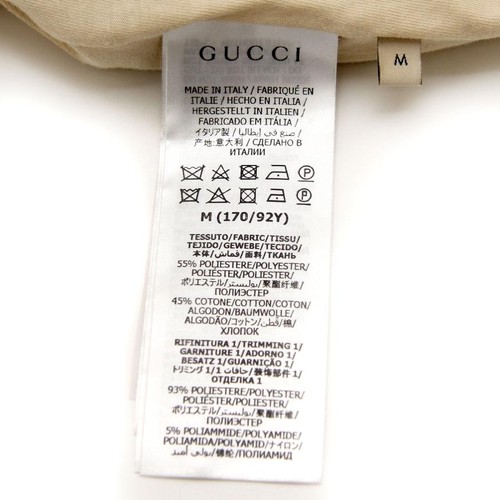 GUCCI
M
MADE IN ITALY / FABRIQUÉ EN
ITALIE / HECHO EN ITALIA /
HERGESTELLT IN ITALIEN /
FABRICADO EM ITÁLIA /
イタリア製 / صنع في إيطاليا /
产地:意大利 / СДЕЛАНО В
ИТАЛИИ
M (170/92Y)
TESSUTO/FABRIC/TISSU/
TEJIDO/GEWEBE/TECIDO/
本体/قماش/面料/ТКАНЬ
55% POLIESTERE/POLYESTER/
POLIÉSTER/POLYESTER/
ポリエステル/بوليستر/聚酯纤维/
ПОЛИЭСТЕР
45% COTONE/COTTON/COTON/
ALGODON/BAUMWOLLE/
ALGODÃO/コットン/قطن/棉/
ХЛОПОК
RIFINITURA 1/TRIMMING 1/
GARNITURE 1/ADORNO 1/
BESATZ 1/GUARNIÇÃO 1/
トリミング 1/1 حافات/装饰部件 1/
ОТДЕЛКА 1
93% POLIESTERE/POLYESTER/
POLIÉSTER/POLYESTER/
ポリエステル/بوليستر/聚酯纤维/
ПОЛИЭСТЕР
5% POLIAMMIDE/POLYAMIDE/
POLIAMIDA/POLYAMID/ナイロン/
بولي أميد/锦纶/ПОЛИАМИД